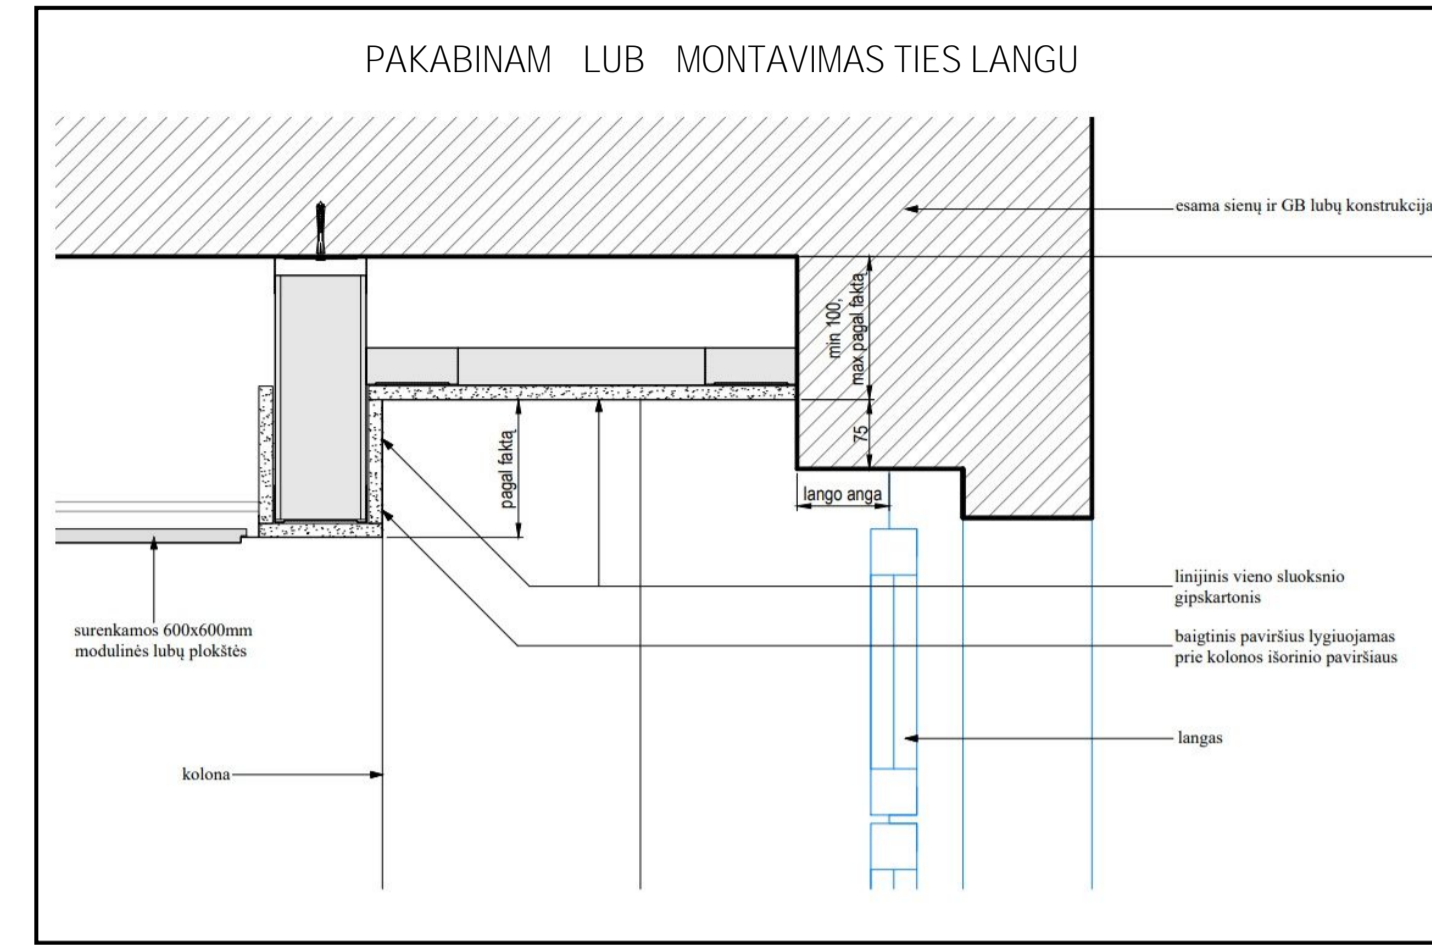 PAKABINAM LUB MONTAVIMAS TIES LANGU
esama sienų ir GB lubų konstrukcija
min 100,
max pagal faktą
75
pagal faktą
lango anga
linijinis vieno sluoksnio
gipskartonis
surenkamos 600x600mm
modulinės lubų plokštės
baigtinis paviršius lygiuojamas
prie kolonos išorinio paviršiaus
langas
kolona